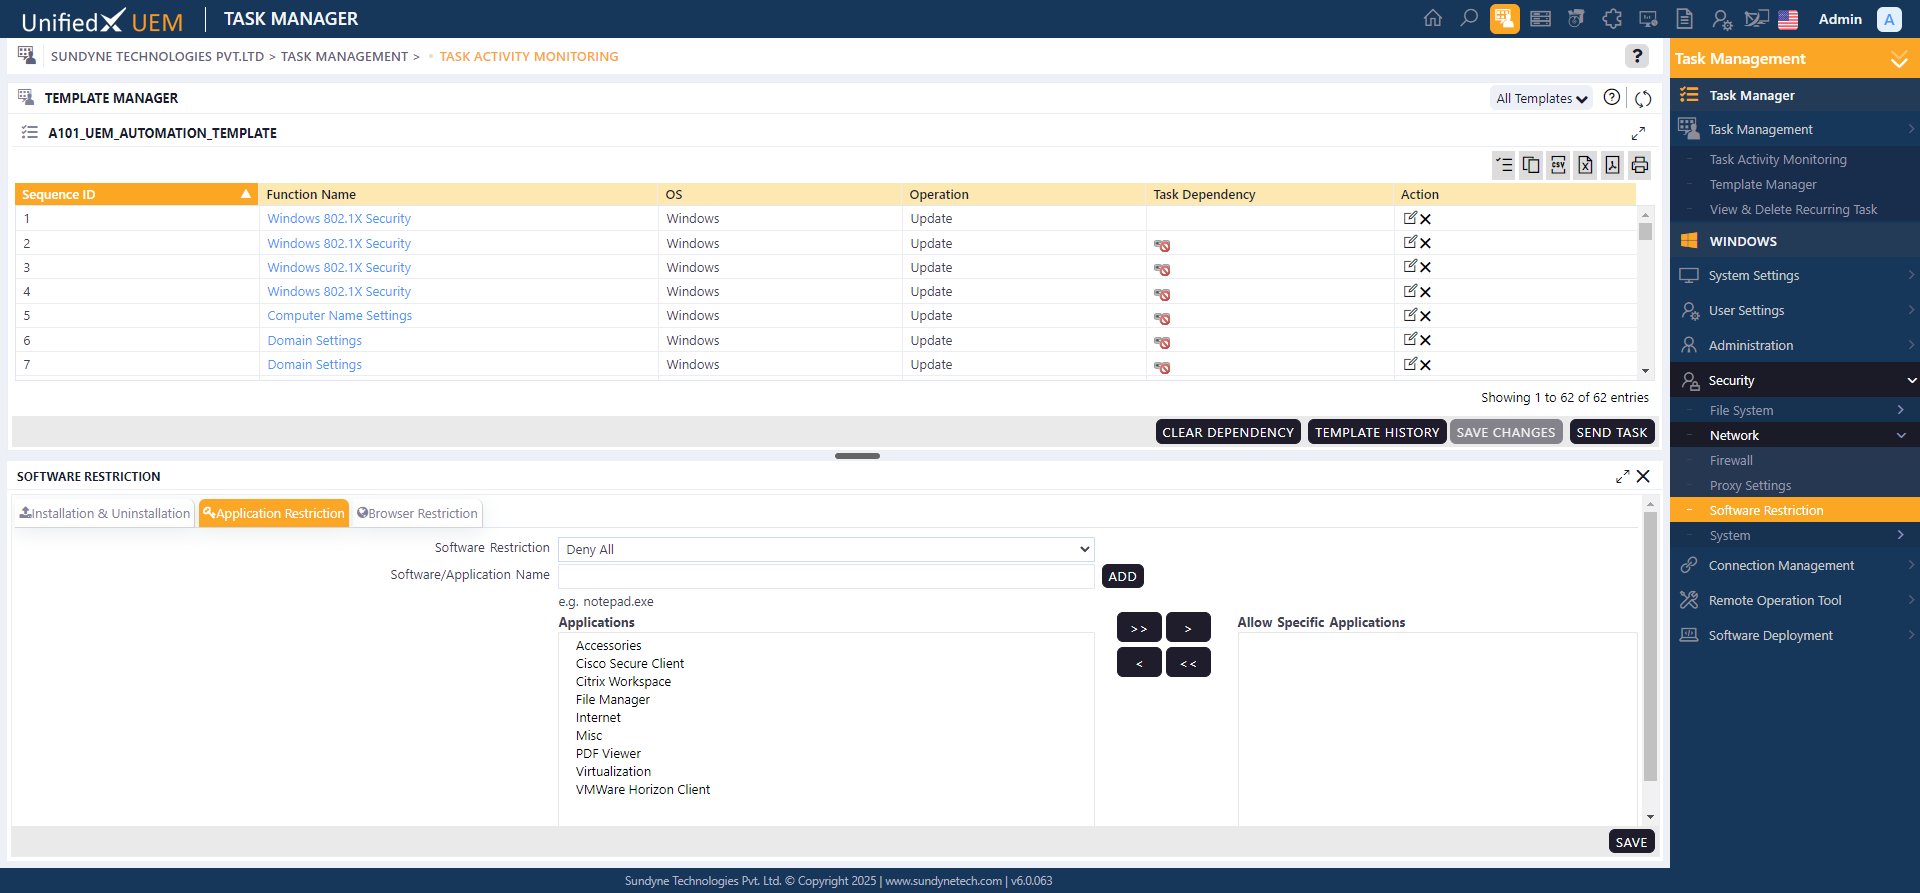 UnifiedX UEM TASK MANAGER Admin A
SUNDYNE TECHNOLOGIES PVT.LTD > TASK MANAGEMENT > • TASK ACTIVITY MONITORING ?
TEMPLATE MANAGER All Templates ?
A101_UEM_AUTOMATION_TEMPLATE
CSV X
Sequence ID Function Name OS Operation Task Dependency Action
1 Windows 802.1X Security Windows Update
2 Windows 802.1X Security Windows Update
3 Windows 802.1X Security Windows Update
4 Windows 802.1X Security Windows Update
5 Computer Name Settings Windows Update
6 Domain Settings Windows Update
7 Domain Settings Windows Update
Showing 1 to 62 of 62 entries
CLEAR DEPENDENCY TEMPLATE HISTORY SAVE CHANGES SEND TASK
SOFTWARE RESTRICTION
Installation & Uninstallation Application Restriction Browser Restriction
Software Restriction Deny All
Software/Application Name ADD
e.g. notepad.exe
Applications >> > Allow Specific Applications
< <<
Accessories
Cisco Secure Client
Citrix Workspace
File Manager
Internet
Misc
PDF Viewer
Virtualization
VMWare Horizon Client
SAVE
Task Management
Task Manager
Task Management
Task Activity Monitoring
Template Manager
View & Delete Recurring Task
WINDOWS
System Settings
User Settings
Administration
Security
File System
Network
Firewall
Proxy Settings
Software Restriction
System
Connection Management
Remote Operation Tool
Software Deployment
Sundyne Technologies Pvt. Ltd. © Copyright 2025 | www.sundynetech.com | v6.0.063